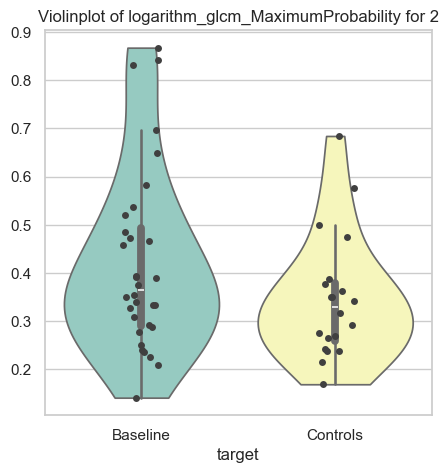 Violinplot of logarithm_glcm_MaximumProbability for 2
0.9
0.8
0.7
0.6
0.5
0.4
0.3
0.2
Baseline
Controls
target